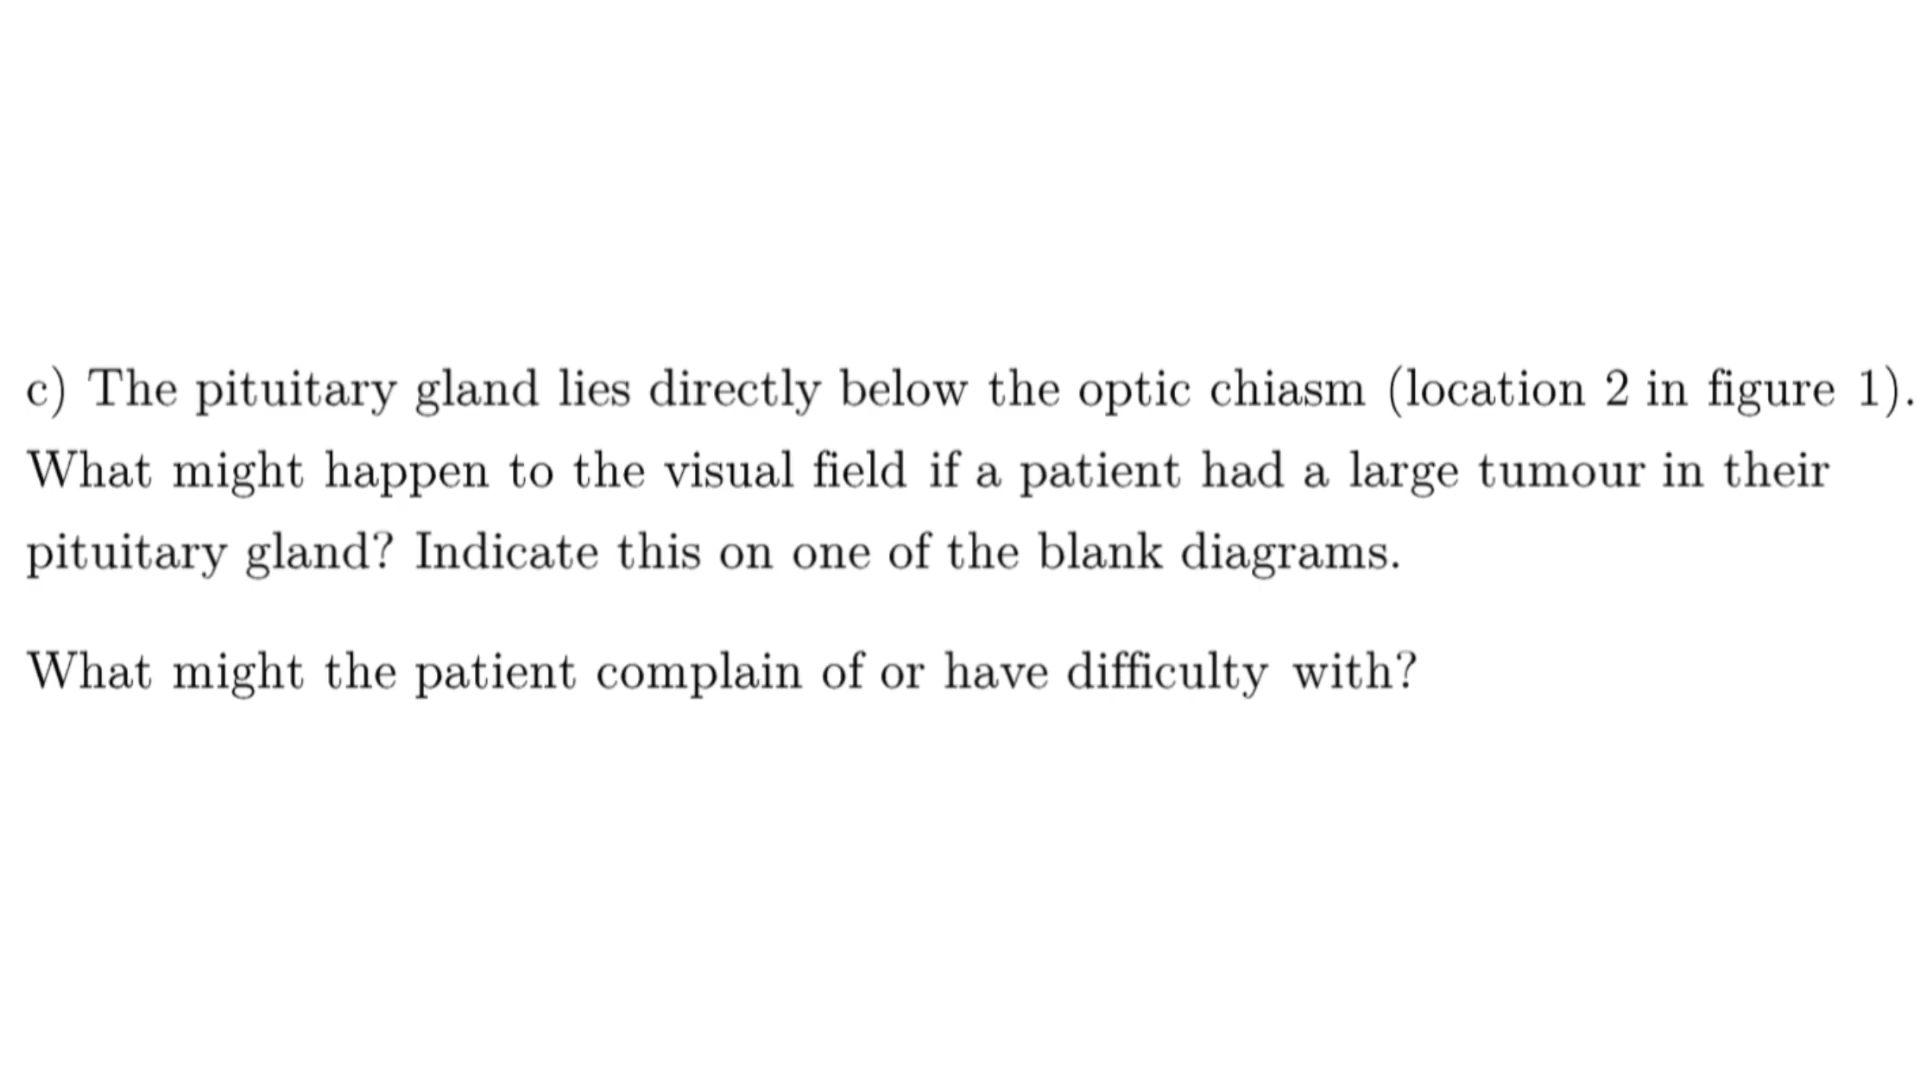 c) The pituitary gland lies directly below the optic chiasm (location 2 in figure 1).
What might happen to the visual field if a patient had a large tumour in their
pituitary gland? Indicate this on one of the blank diagrams.
What might the patient complain of or have difficulty with?